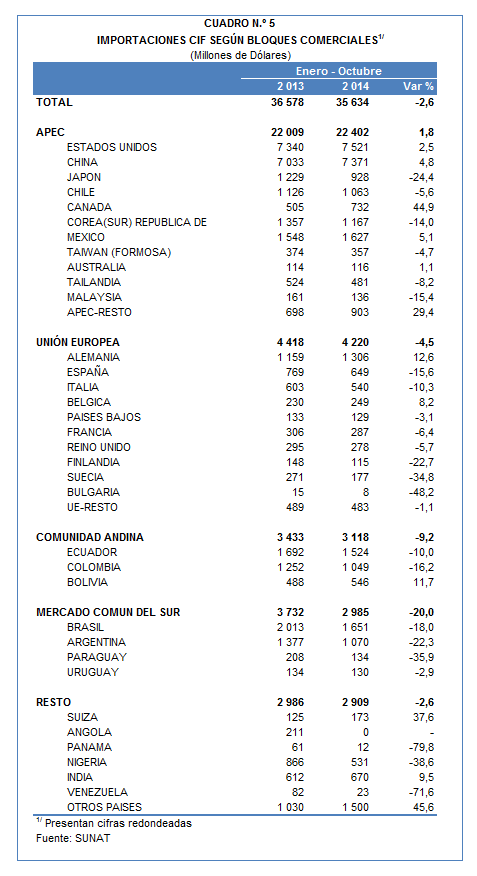 CUADRO N.º 5
IMPORTACIONES CIF SEGÚN BLOQUES COMERCIALES1/
(Millones de Dólares)
Enero - Octubre
2 013 2 014 Var %
TOTAL 36 578 35 634 -2,6
APEC 22 009 22 402 1,8
ESTADOS UNIDOS 7 340 7 521 2,5
CHINA 7 033 7 371 4,8
JAPON 1 229 928 -24,4
CHILE 1 126 1 063 -5,6
CANADA 505 732 44,9
COREA(SUR) REPUBLICA DE 1 357 1 167 -14,0
MEXICO 1 548 1 627 5,1
TAIWAN (FORMOSA) 374 357 -4,7
AUSTRALIA 114 116 1,1
TAILANDIA 524 481 -8,2
MALAYSIA 161 136 -15,4
APEC-RESTO 698 903 29,4
UNIÓN EUROPEA 4 418 4 220 -4,5
ALEMANIA 1 159 1 306 12,6
ESPAÑA 769 649 -15,6
ITALIA 603 540 -10,3
BELGICA 230 249 8,2
PAISES BAJOS 133 129 -3,1
FRANCIA 306 287 -6,4
REINO UNIDO 295 278 -5,7
FINLANDIA 148 115 -22,7
SUECIA 271 177 -34,8
BULGARIA 15 8 -48,2
UE-RESTO 489 483 -1,1
COMUNIDAD ANDINA 3 433 3 118 -9,2
ECUADOR 1 692 1 524 -10,0
COLOMBIA 1 252 1 049 -16,2
BOLIVIA 488 546 11,7
MERCADO COMUN DEL SUR 3 732 2 985 -20,0
BRASIL 2 013 1 651 -18,0
ARGENTINA 1 377 1 070 -22,3
PARAGUAY 208 134 -35,9
URUGUAY 134 130 -2,9
RESTO 2 986 2 909 -2,6
SUIZA 125 173 37,6
ANGOLA 211 0 -
PANAMA 61 12 -79,8
NIGERIA 866 531 -38,6
INDIA 612 670 9,5
VENEZUELA 82 23 -71,6
OTROS PAISES 1 030 1 500 45,6
1/ Presentan cifras redondeadas
Fuente: SUNAT